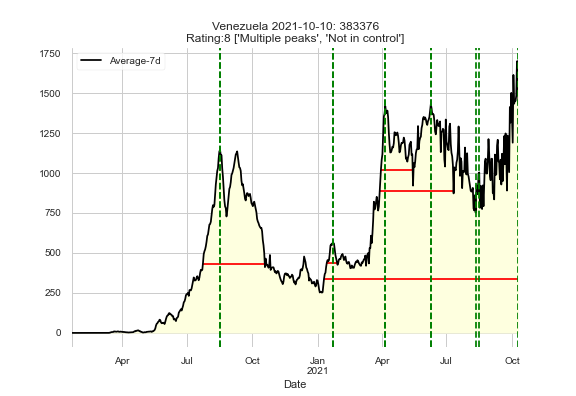 Venezuela 2021-10-10: 383376
Rating:8 ['Multiple peaks', 'Not in control']
Average-7d
1750
1500
1250
1000
750
500
250
0
Apr
Jul
Oct
Jan
2021
Apr
Jul
Oct
Date